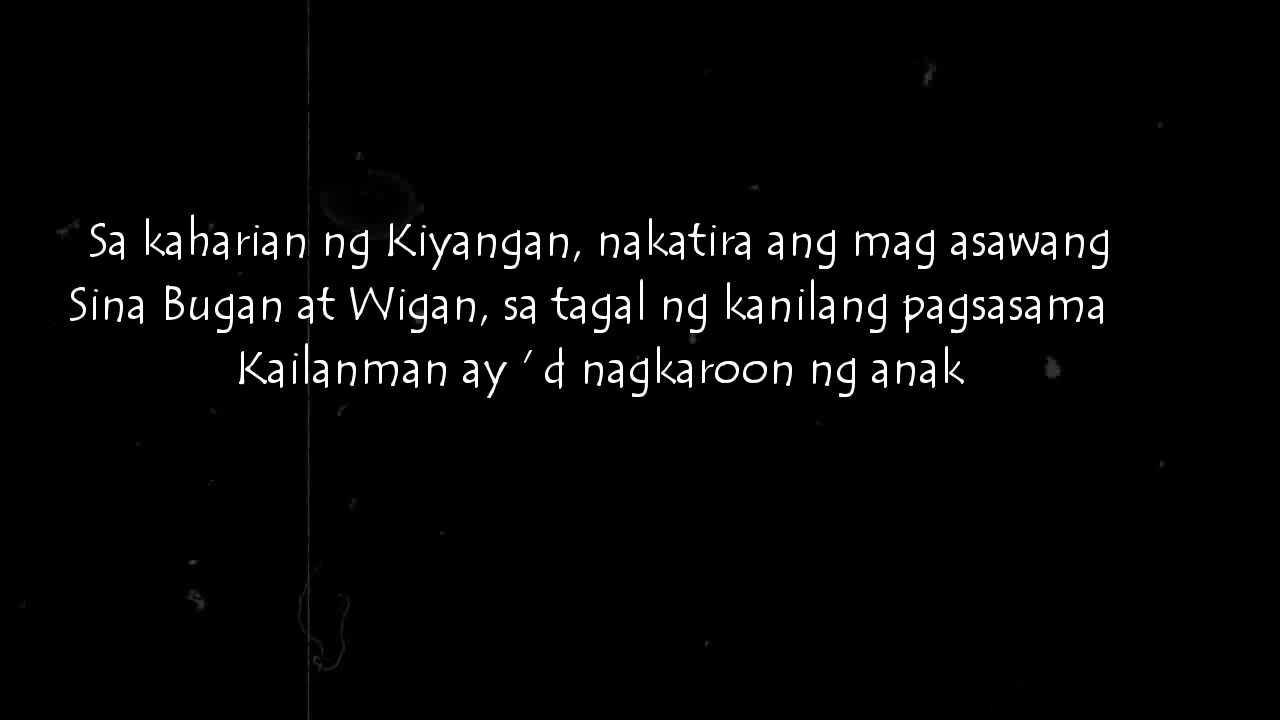 Sa kaharian ng Kiyangan, nakatira ang mag asawang
Sina Bugan at Wigan, sa tagal ng kanilang pagsasama
Kailanman ay ´ d nagkaroon ng anak